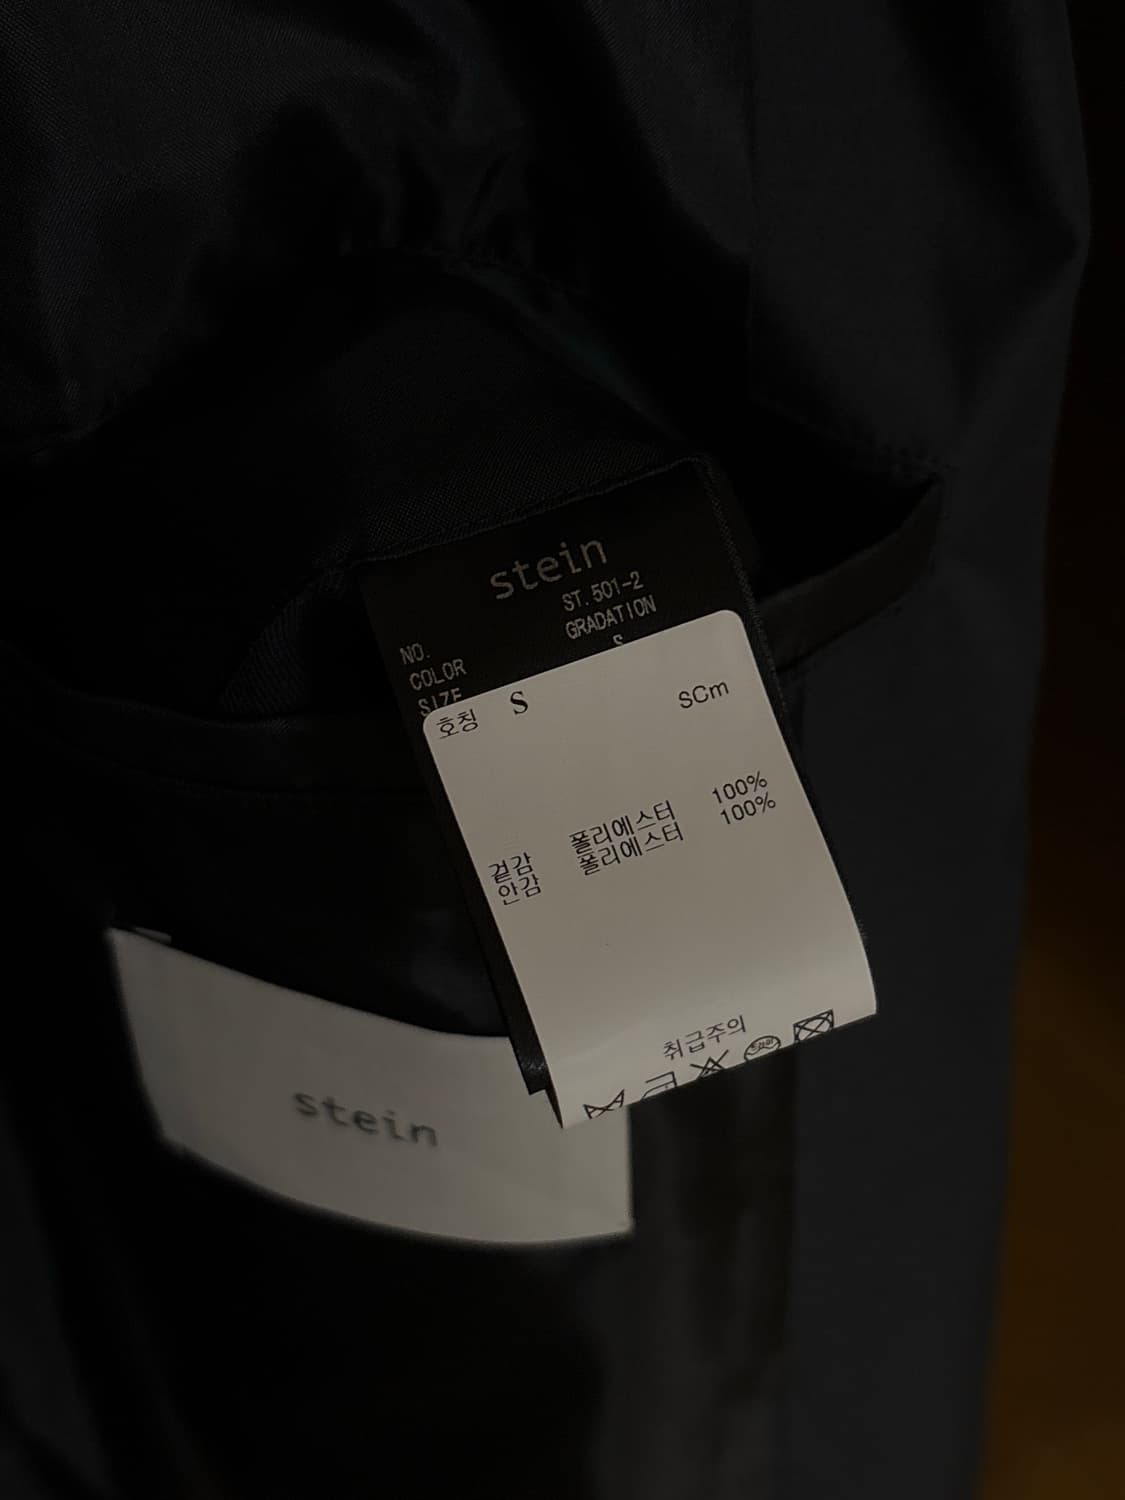 stein
NO. ST.501-2
COLOR GRADATION
SIZE S
호칭 S SCm
겉감 폴리에스터 100%
안감 폴리에스터 100%
취급주의
stein